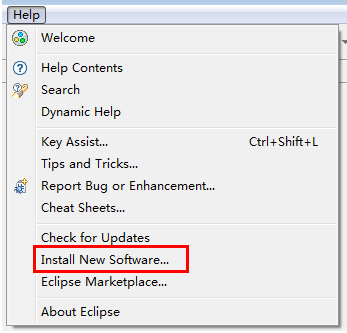 Help
Welcome
Help Contents
Search
Dynamic Help
Key Assist... Ctrl+Shift+L
Tips and Tricks...
Report Bug or Enhancement...
Cheat Sheets...
Check for Updates
Install New Software...
Eclipse Marketplace...
About Eclipse